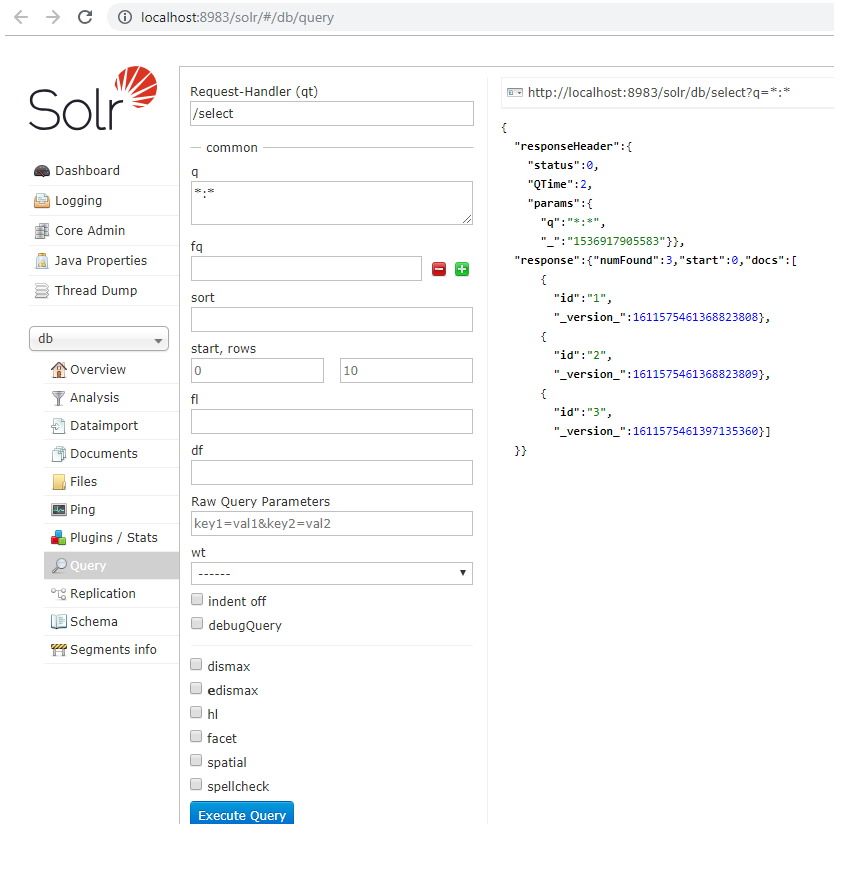 localhost:8983/solr/#/db/query
Solr
Dashboard
Logging
Core Admin
Java Properties
Thread Dump
db
Overview
Analysis
Dataimport
Documents
Files
Ping
Plugins / Stats
Query
Replication
Schema
Segments info
Request-Handler (qt)
/select
common
q
*:*
fq
sort
start, rows
0 10
fl
df
Raw Query Parameters
key1=val1&key2=val2
wt
------
indent off
debugQuery
dismax
edismax
hl
facet
spatial
spellcheck
Execute Query
http://localhost:8983/solr/db/select?q=*:*
{
"responseHeader":{
"status":0,
"QTime":2,
"params":{
"q":"*:*",
"_":"1536917905583"}},
"response":{"numFound":3,"start":0,"docs":[
{
"id":"1",
"_version_":1611575461368823808},
{
"id":"2",
"_version_":1611575461368823809},
{
"id":"3",
"_version_":1611575461397135360}]
}}